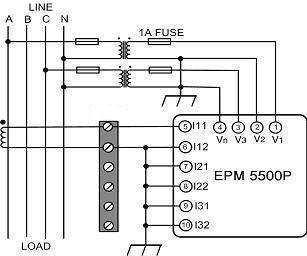 LINE
A B C N
1A FUSE
4 3 2 1
Vn V3 V2 V1
5 I11
6 I12
7 I21
8 I22
9 I31
10 I32
EPM 5500P
LOAD